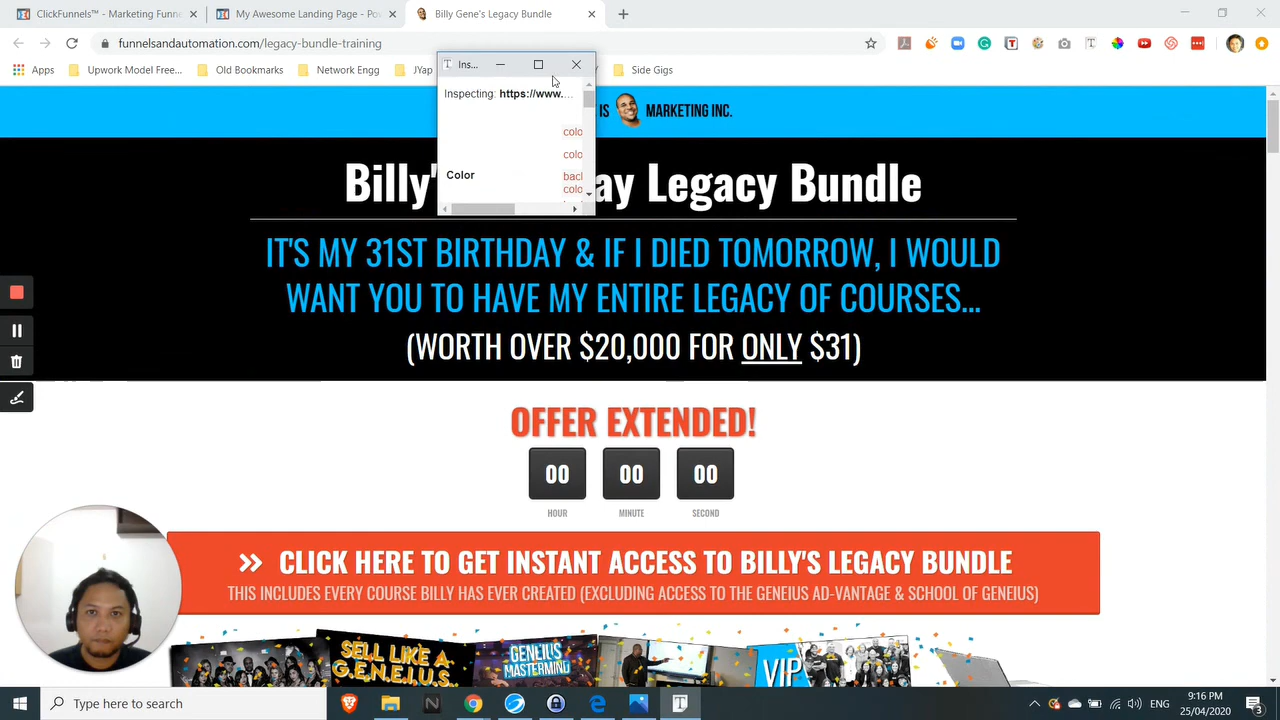 ClickFunnels™ - Marketing Funn
My Awesome Landing Page - Po
Billy Gene's Legacy Bundle
funnelsandautomation.com/legacy-bundle-training
Apps
Upwork Model Free...
Old Bookmarks
Network Engg
JYap
Side Gigs
Ins...
Inspecting: https://www....
colo
colo
Color
back
colo
IS
MARKETING INC.
Billy'
ay Legacy Bundle
IT'S MY 31ST BIRTHDAY & IF I DIED TOMORROW, I WOULD
WANT YOU TO HAVE MY ENTIRE LEGACY OF COURSES...
(WORTH OVER $20,000 FOR ONLY $31)
OFFER EXTENDED!
00 00 00
HOUR MINUTE SECOND
CLICK HERE TO GET INSTANT ACCESS TO BILLY'S LEGACY BUNDLE
THIS INCLUDES EVERY COURSE BILLY HAS EVER CREATED (EXCLUDING ACCESS TO THE GENEIUS AD-VANTAGE & SCHOOL OF GENEIUS)
SELL LIKE A
G.E.N.E.I.U.S.
GENEIUS
MASTERMIND
VIP
Type here to search
ENG
9:16 PM
25/04/2020
3